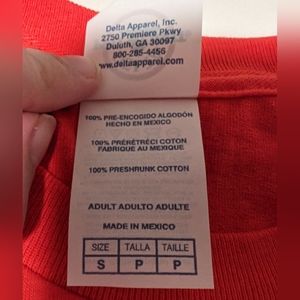 Delta Apparel, Inc.
2750 Premiere Pkwy
Duluth, GA 30097
800-285-4456
www.deltaapparel.com
100% PRE-ENCOGIDO ALGODÓN
HECHO EN MEXICO
100% PRÉRÉTRÉCI COTON
FABRIQUE AU MEXIQUE
100% PRESHRUNK COTTON
ADULT ADULTO ADULTE
MADE IN MEXICO
SIZE TALLA TAILLE
S P P